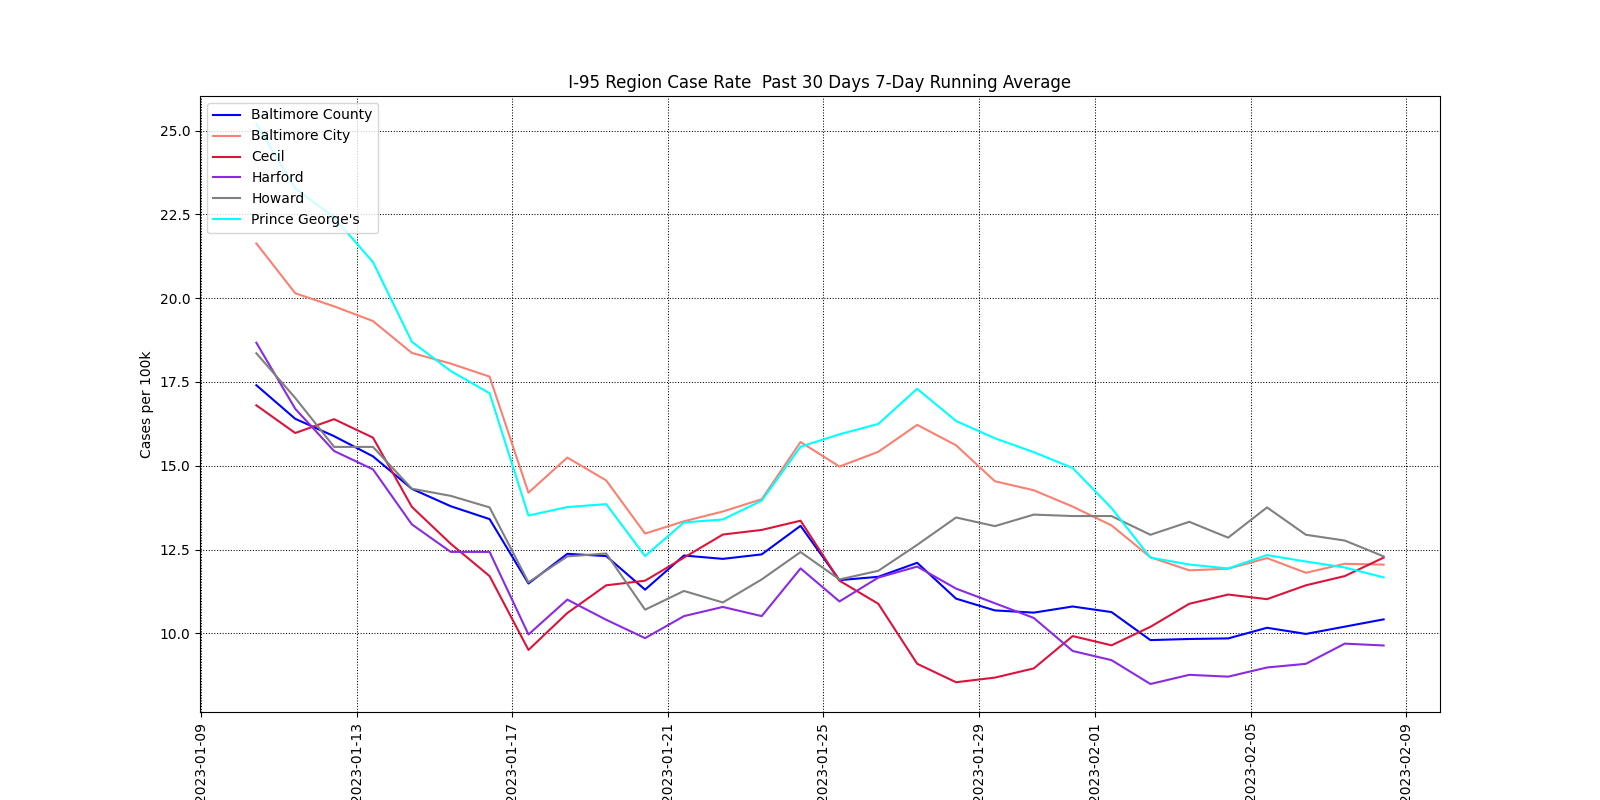 I-95 Region Case Rate  Past 30 Days 7-Day Running Average
Baltimore County
Baltimore City
Cecil
Harford
Howard
Prince George's
Cases per 100k
25.0
22.5
20.0
17.5
15.0
12.5
10.0
2023-01-09
2023-01-13
2023-01-17
2023-01-21
2023-01-25
2023-01-29
2023-02-01
2023-02-05
2023-02-09